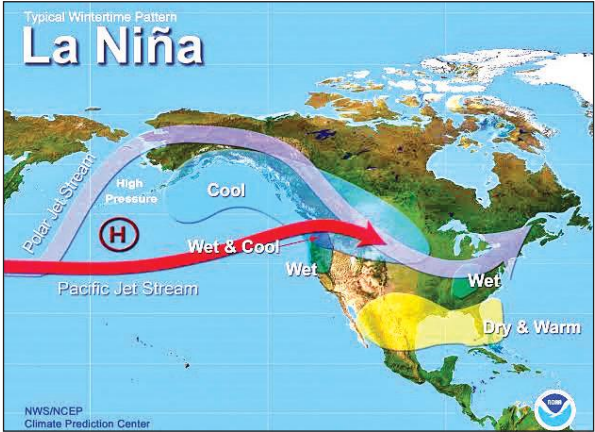 Typical Wintertime Pattern
La Niña
Polar Jet Stream
High
Pressure
H
Cool
Wet & Cool
Wet
Pacific Jet Stream
Wet
Dry & Warm
NWS/NCEP
Climate Prediction Center
NOAA